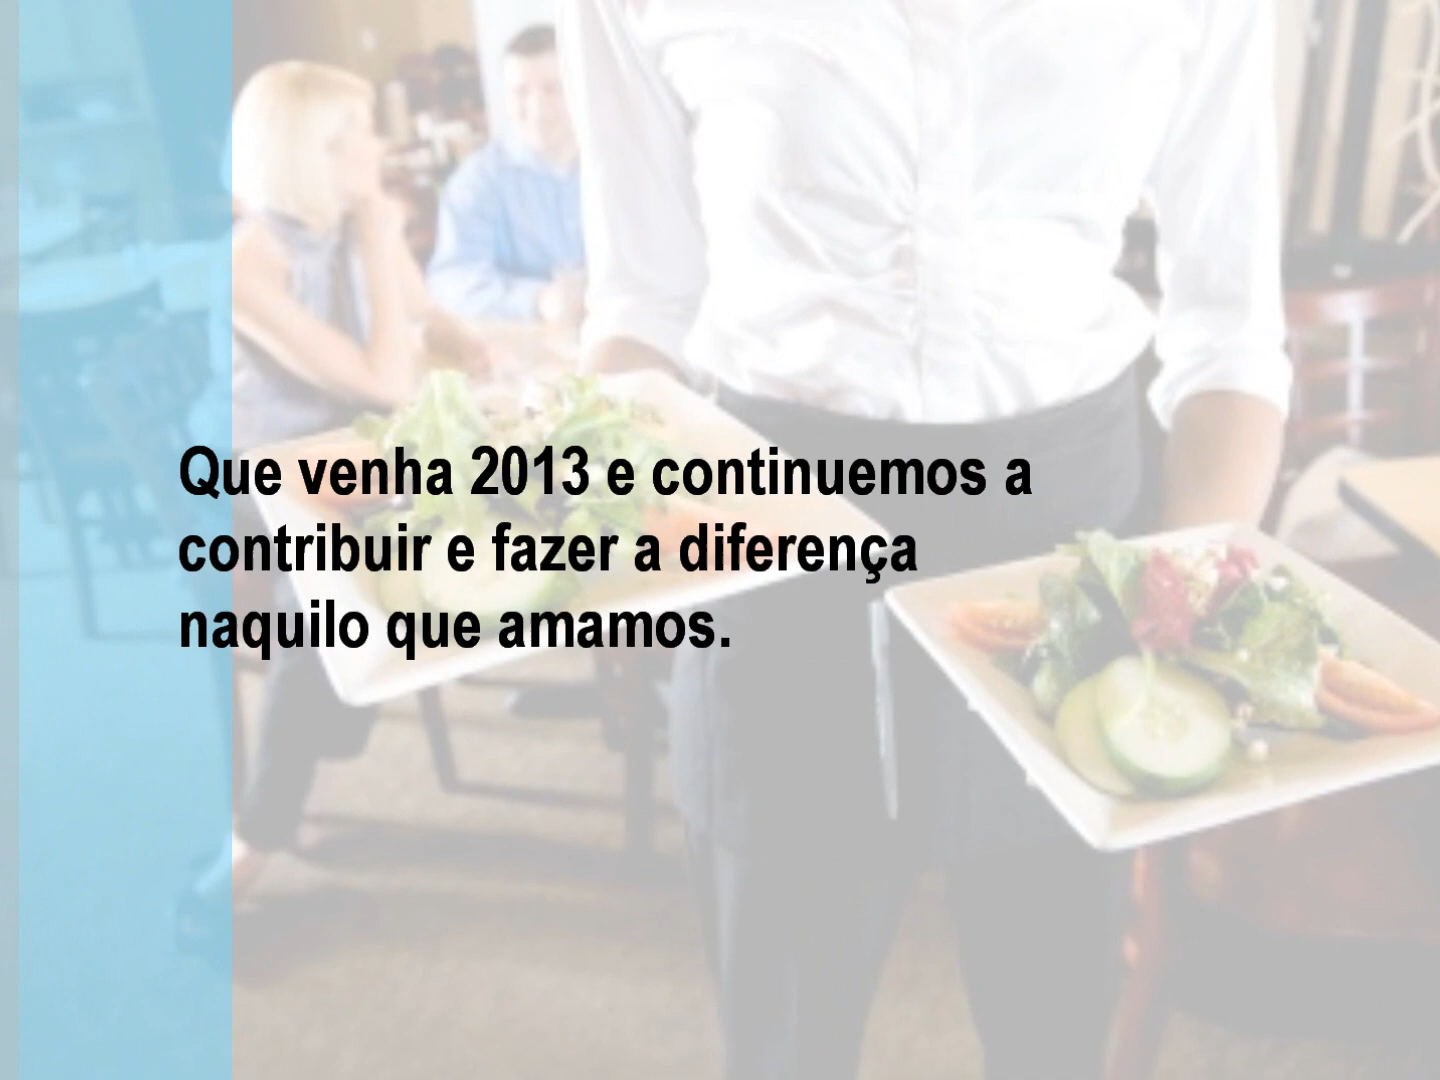 Que venha 2013 e continuemos a
contribuir e fazer a diferença
naquilo que amamos.